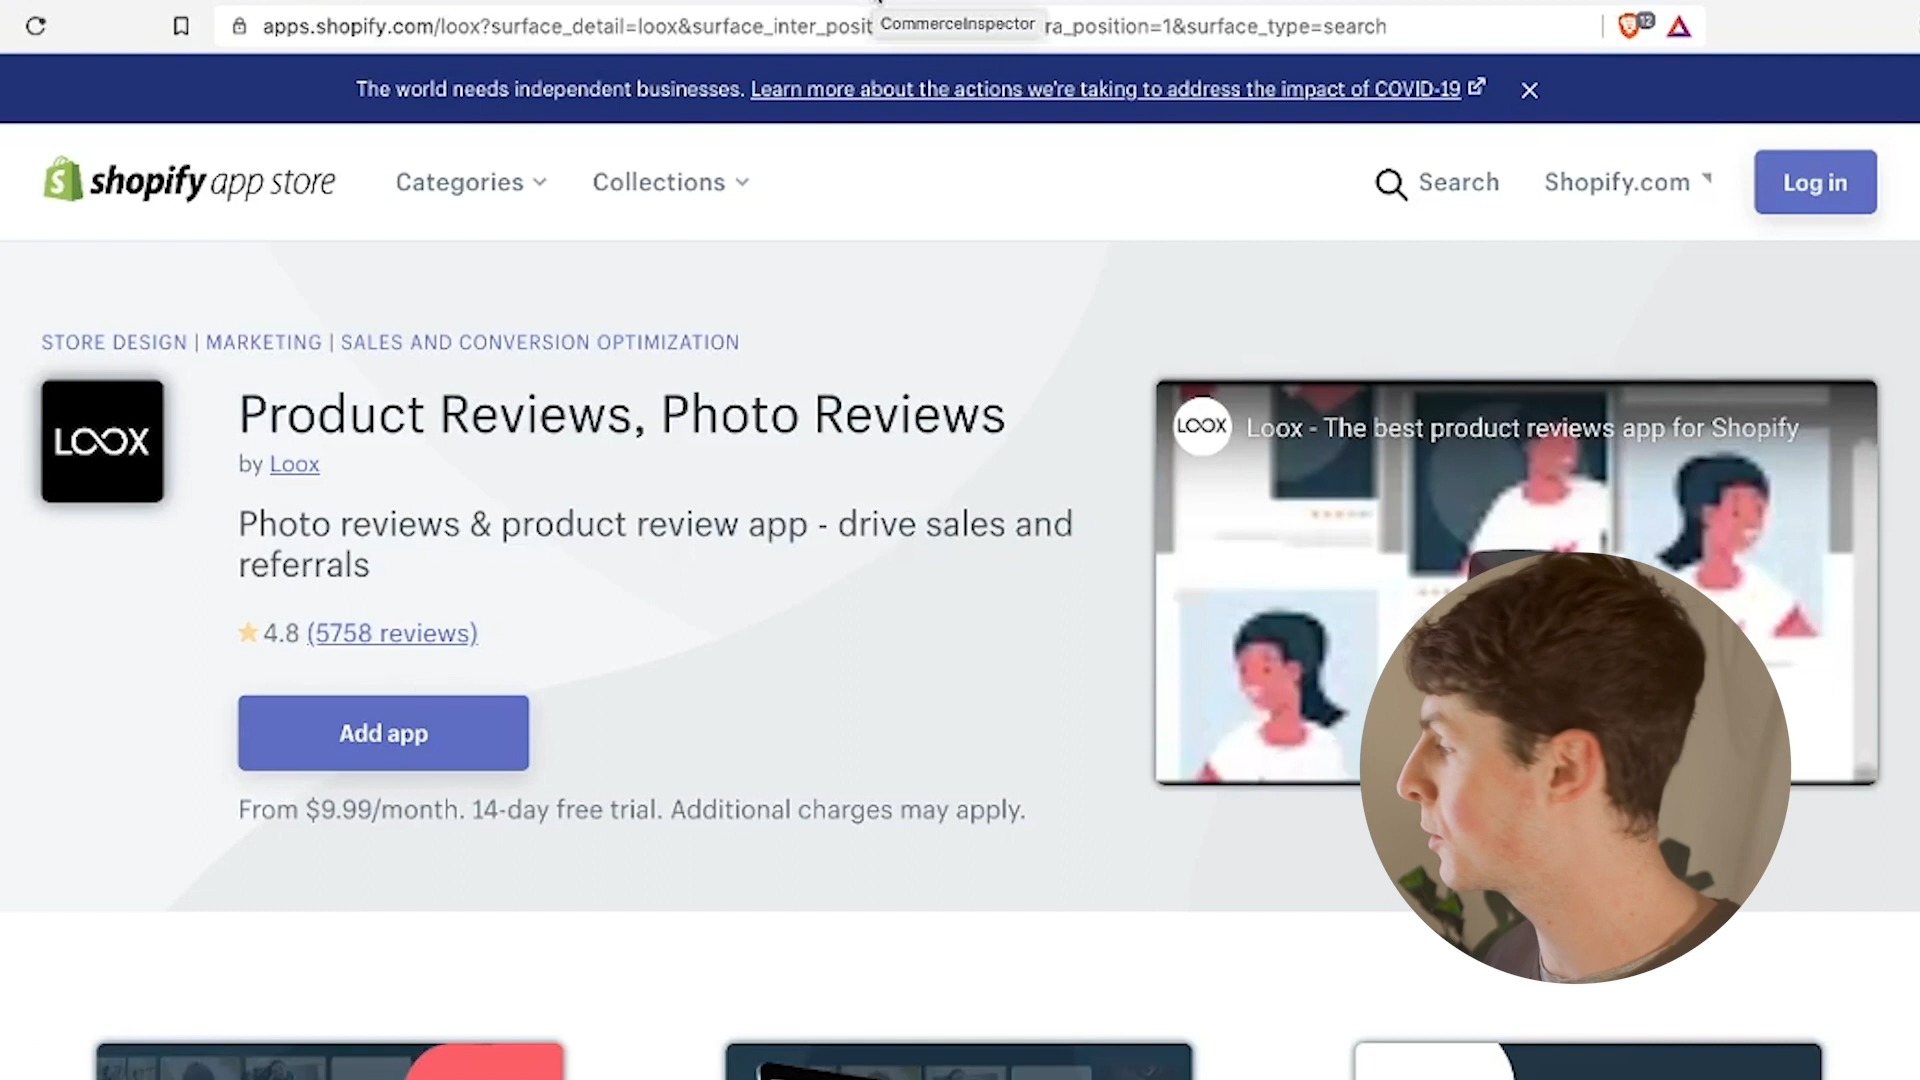 apps.shopify.com/loox?surface_detail=loox&surface_inter_posit
CommerceInspector
ra_position=1&surface_type=search
12
The world needs independent businesses. Learn more about the actions we're taking to address the impact of COVID-19
shopify app store
Categories
Collections
Search
Shopify.com
Log in
STORE DESIGN | MARKETING | SALES AND CONVERSION OPTIMIZATION
LOOX
Product Reviews, Photo Reviews
by Loox
Photo reviews & product review app - drive sales and
referrals
4.8 (5758 reviews)
Add app
From $9.99/month. 14-day free trial. Additional charges may apply.
LOOX
Loox - The best product reviews app for Shopify